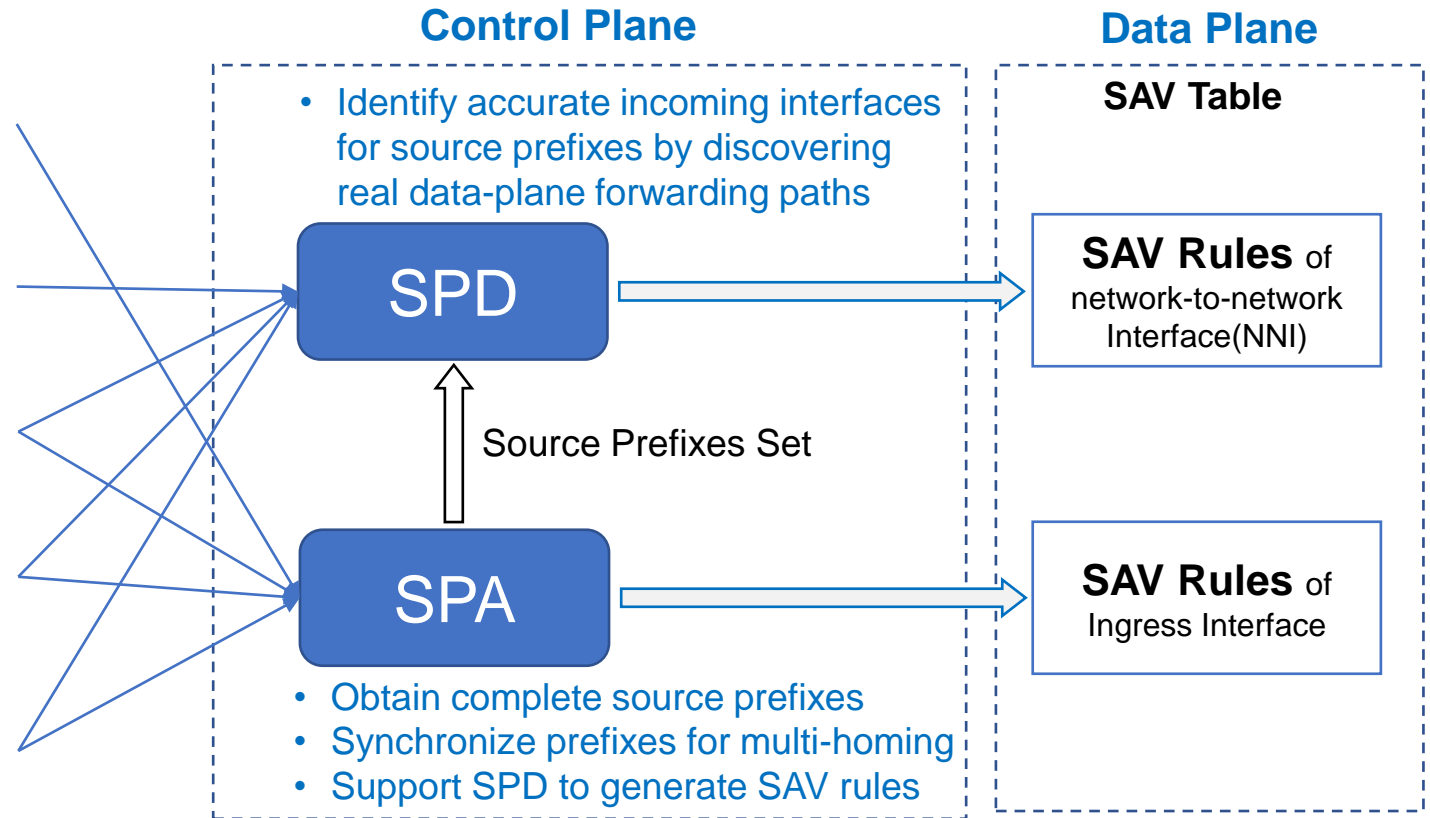 Control Plane
Data Plane
• Identify accurate incoming interfaces
for source prefixes by discovering
real data-plane forwarding paths
SAV Table
SPD
SAV Rules of
network-to-network
Interface(NNI)
Source Prefixes Set
SPA
SAV Rules of
Ingress Interface
• Obtain complete source prefixes
• Synchronize prefixes for multi-homing
• Support SPD to generate SAV rules